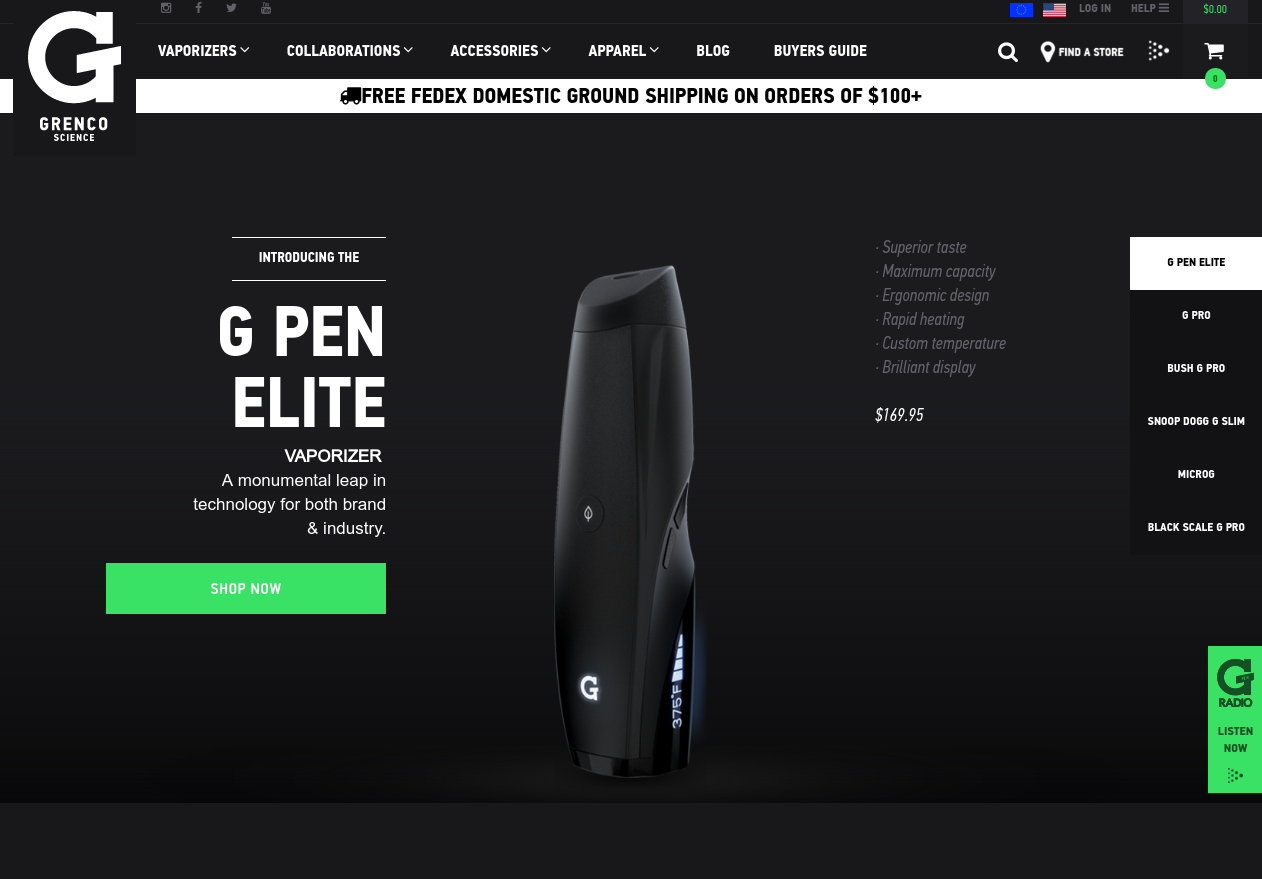 LOG IN
HELP
$0.00
GRENCO
SCIENCE
VAPORIZERS
COLLABORATIONS
ACCESSORIES
APPAREL
BLOG
BUYERS GUIDE
FIND A STORE
0
FREE FEDEX DOMESTIC GROUND SHIPPING ON ORDERS OF $100+
INTRODUCING THE
G PEN
ELITE
VAPORIZER
A monumental leap in
technology for both brand
& industry.
SHOP NOW
G
375°F
· Superior taste
· Maximum capacity
· Ergonomic design
· Rapid heating
· Custom temperature
· Brilliant display
$169.95
G PEN ELITE
G PRO
BUSH G PRO
SNOOP DOGG G SLIM
MICROG
BLACK SCALE G PRO
G
RADIO
LISTEN
NOW